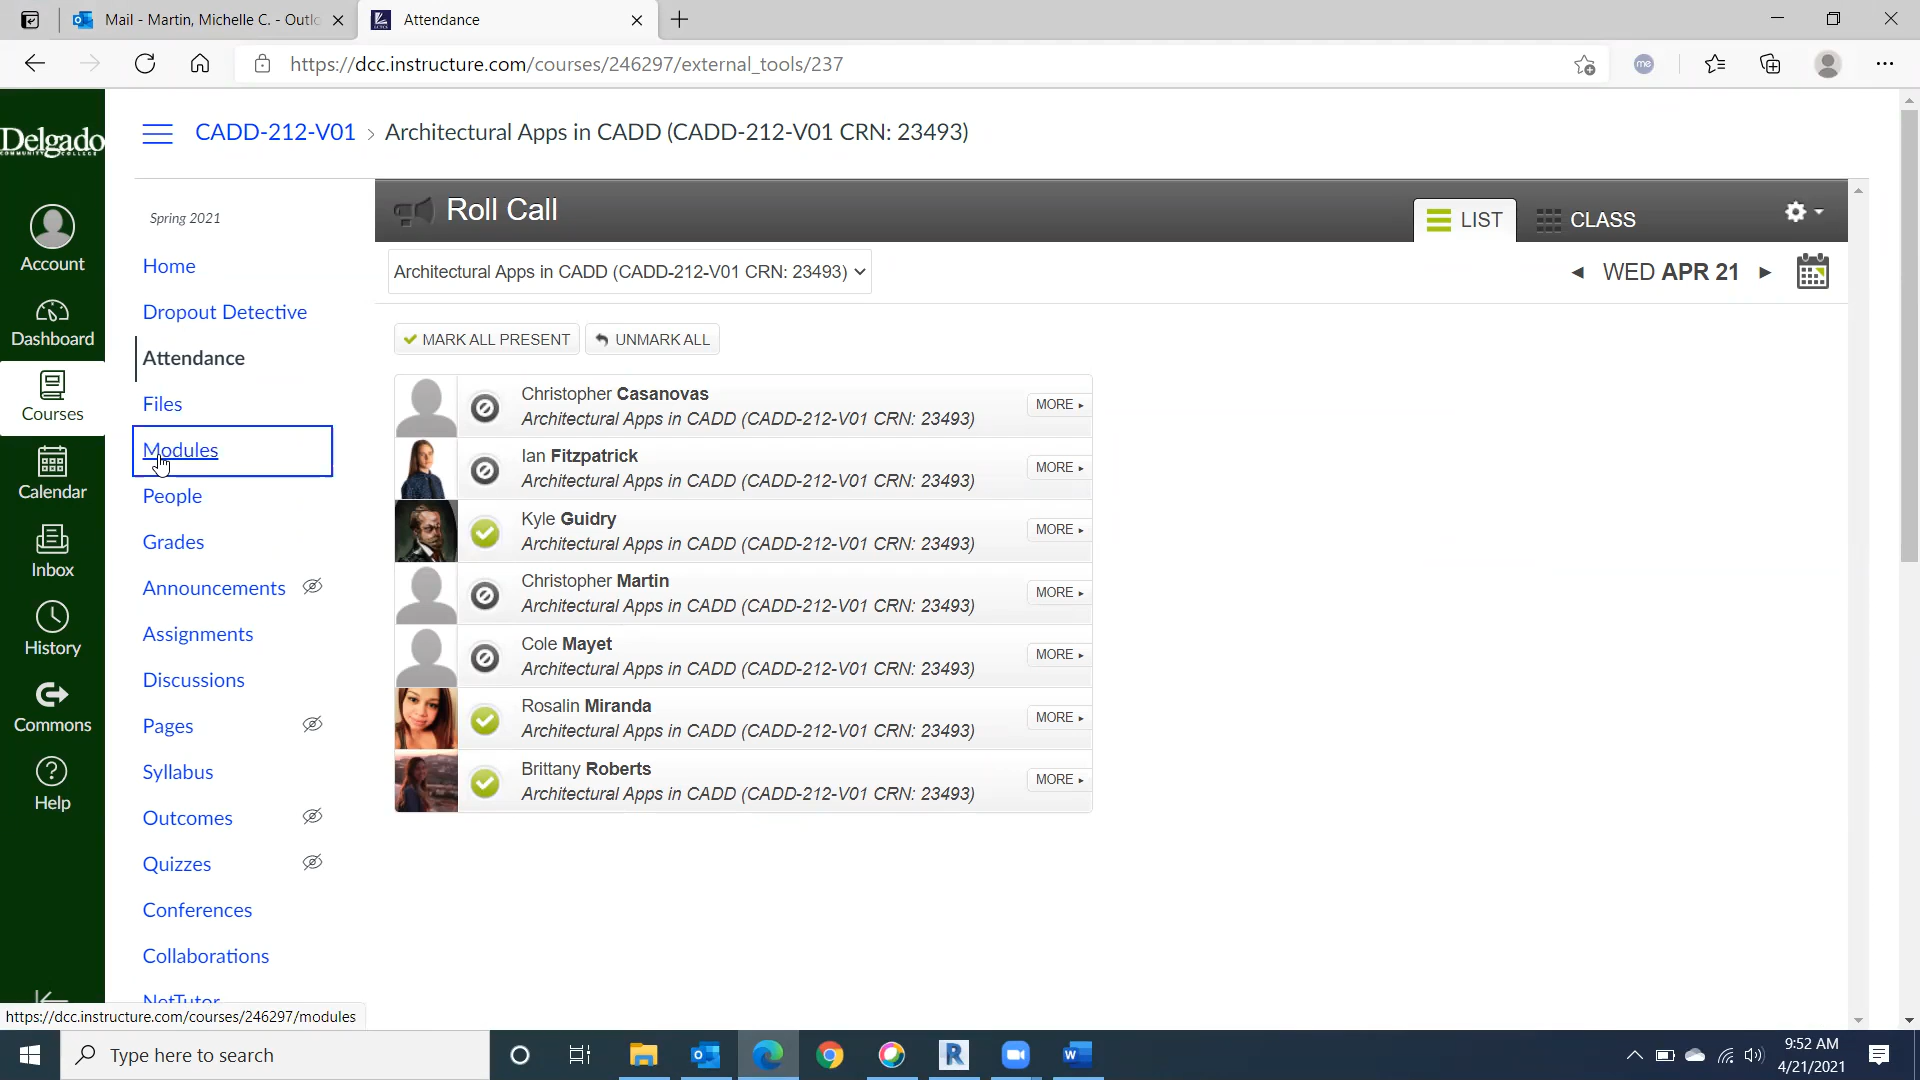 Mail - Martin, Michelle C. - Outlo
Attendance
https://dcc.instructure.com/courses/246297/external_tools/237
me
Delgado
COMMUNITY COLLEGE
CADD-212-V01 > Architectural Apps in CADD (CADD-212-V01 CRN: 23493)
Account
Dashboard
Courses
Calendar
Inbox
History
Commons
Help
Spring 2021
Home
Dropout Detective
Attendance
Files
Modules
People
Grades
Announcements
Assignments
Discussions
Pages
Syllabus
Outcomes
Quizzes
Conferences
Collaborations
NetTutor
Roll Call
LIST
CLASS
Architectural Apps in CADD (CADD-212-V01 CRN: 23493)
WED APR 21
MARK ALL PRESENT
UNMARK ALL
Christopher Casanovas
Architectural Apps in CADD (CADD-212-V01 CRN: 23493)
MORE
Ian Fitzpatrick
Architectural Apps in CADD (CADD-212-V01 CRN: 23493)
MORE
Kyle Guidry
Architectural Apps in CADD (CADD-212-V01 CRN: 23493)
MORE
Christopher Martin
Architectural Apps in CADD (CADD-212-V01 CRN: 23493)
MORE
Cole Mayet
Architectural Apps in CADD (CADD-212-V01 CRN: 23493)
MORE
Rosalin Miranda
Architectural Apps in CADD (CADD-212-V01 CRN: 23493)
MORE
Brittany Roberts
Architectural Apps in CADD (CADD-212-V01 CRN: 23493)
MORE
https://dcc.instructure.com/courses/246297/modules
Type here to search
9:52 AM
4/21/2021